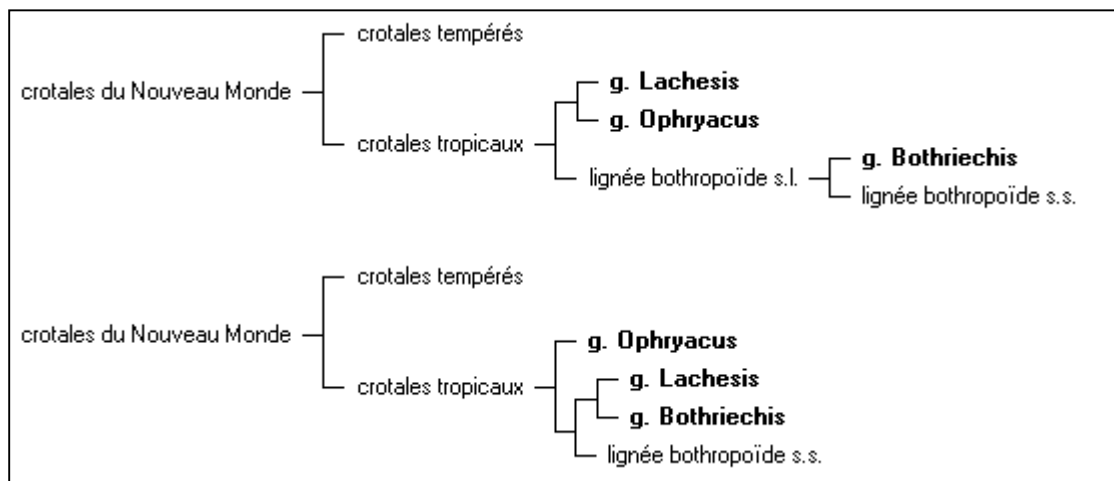 crotales tempérés
g. Lachesis
crotales du Nouveau Monde
g. Ophryacus
crotales tropicaux
g. Bothriechis
lignée bothropoïde s.l.
lignée bothropoïde s.s.
crotales tempérés
crotales du Nouveau Monde
g. Ophryacus
g. Lachesis
crotales tropicaux
g. Bothriechis
lignée bothropoïde s.s.